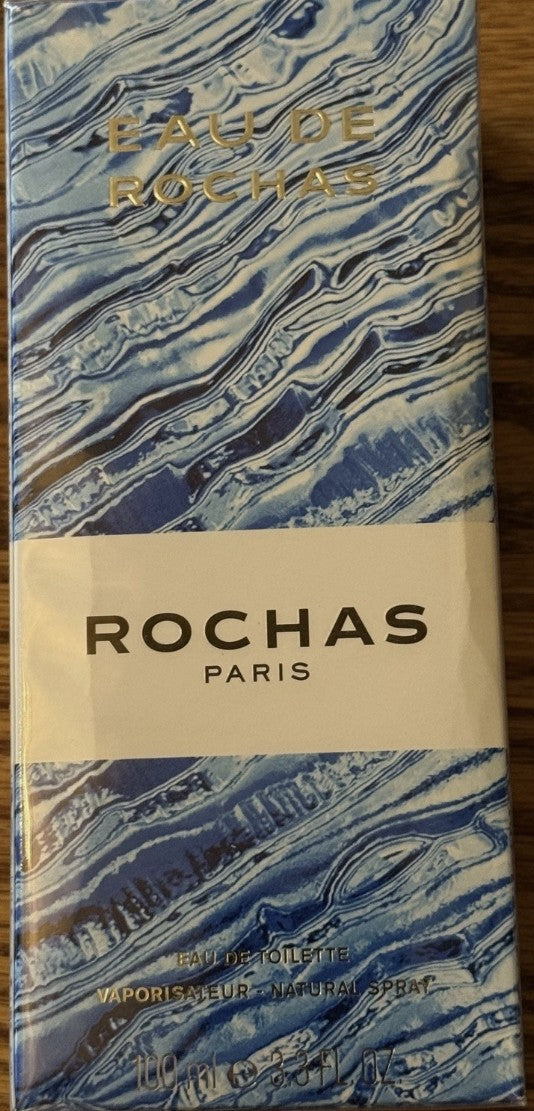 EAU DE
ROCHAS
ROCHAS
PARIS
EAU DE TOILETTE
VAPORISATEUR - NATURAL SPRAY
100 ml ℮ 3.3 FL. OZ.